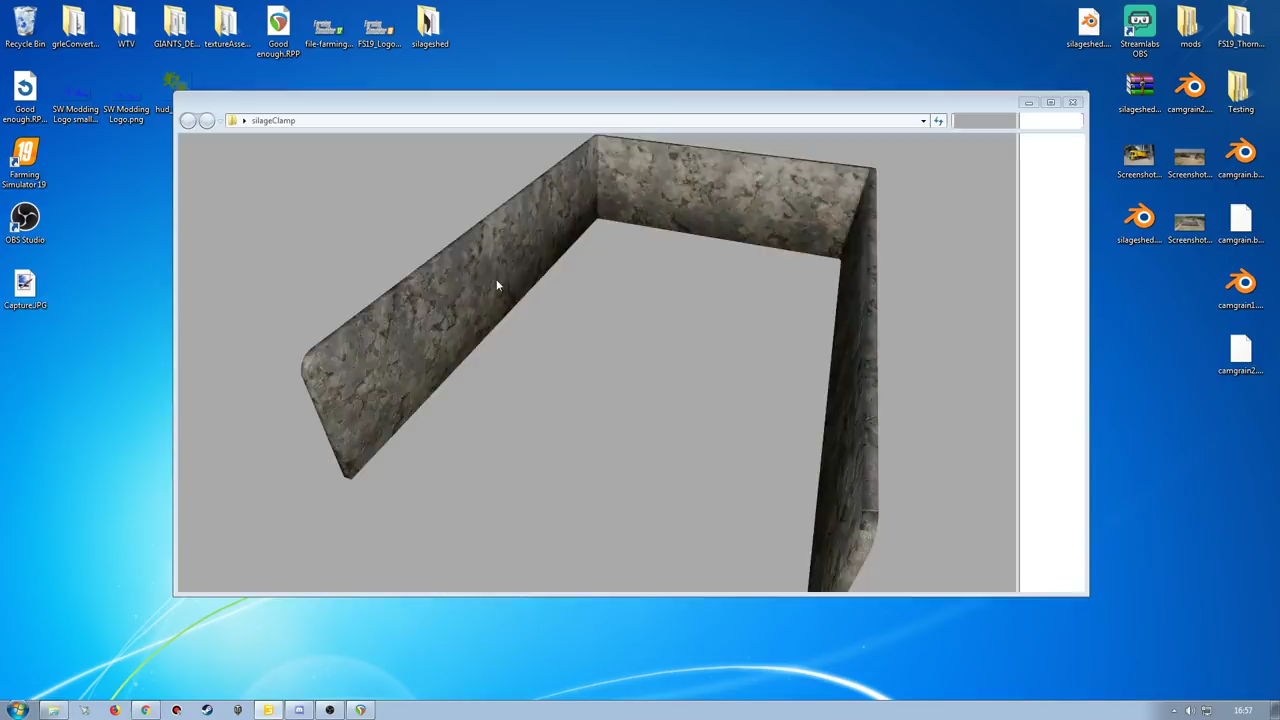 Recycle Bin
grleConvert...
WTV
GIANTS_DE...
textureAsse...
Good
enough.RPP
file-farming...
FS19_Logo...
silageshed
silageshed....
Streamlabs
OBS
mods
FS19_Thorn...
Good
enough.RP...
SW Modding
Logo small...
SW Modding
Logo.png
hud_
silageshed...
camgrain2....
Testing
silageClamp
Farming
Simulator 19
Screenshot...
Screenshot...
camgrain.b...
OBS Studio
silageshed....
Screenshot...
camgrain.b...
Capture.JPG
camgrain1....
camgrain2....
16:57